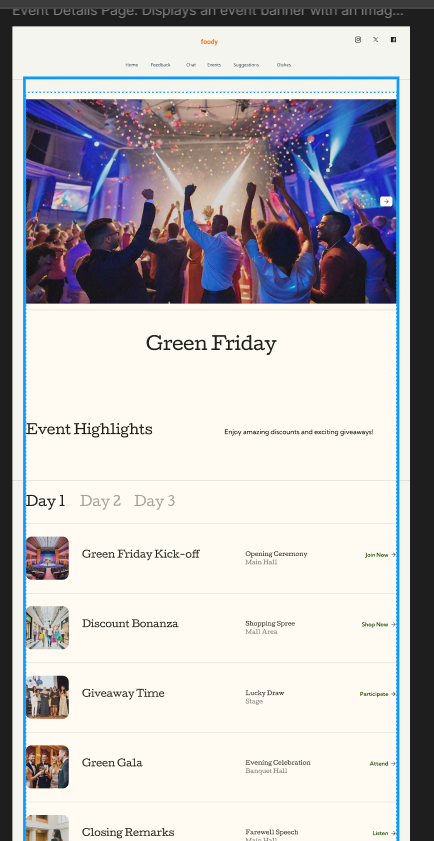 Event Details Page: Displays an event banner with an imag...
foody
Home Feedback Chat Events Suggestions Dishes
Green Friday
Event Highlights
Enjoy amazing discounts and exciting giveaways!
Day 1 Day 2 Day 3
Green Friday Kick-off
Opening Ceremony
Main Hall
Join Now →
Discount Bonanza
Shopping Spree
Mall Area
Shop Now →
Giveaway Time
Lucky Draw
Stage
Participate →
Green Gala
Evening Celebration
Banquet Hall
Attend →
Closing Remarks
Farewell Speech
Main Hall
Listen →